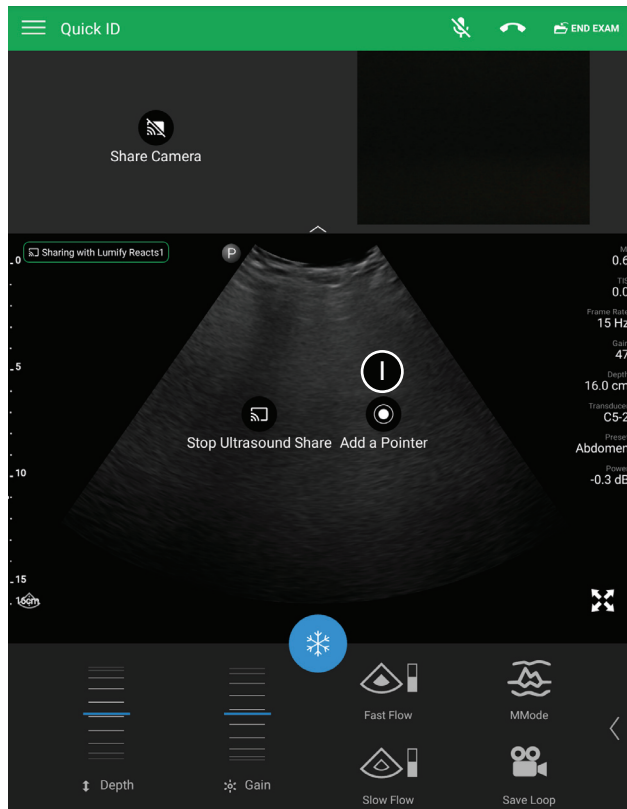 Quick ID
END EXAM
Share Camera
Sharing with Lumify Reacts1
P
0
5
10
15
16cm
M
0.6
TIS
0.0
Frame Rate
15 Hz
Gain
47
Depth
16.0 cm
Transducer
C5-2
Preset
Abdomen
Power
-0.3 dB
I
Stop Ultrasound Share
Add a Pointer
Depth
Gain
Fast Flow
MMode
Slow Flow
Save Loop